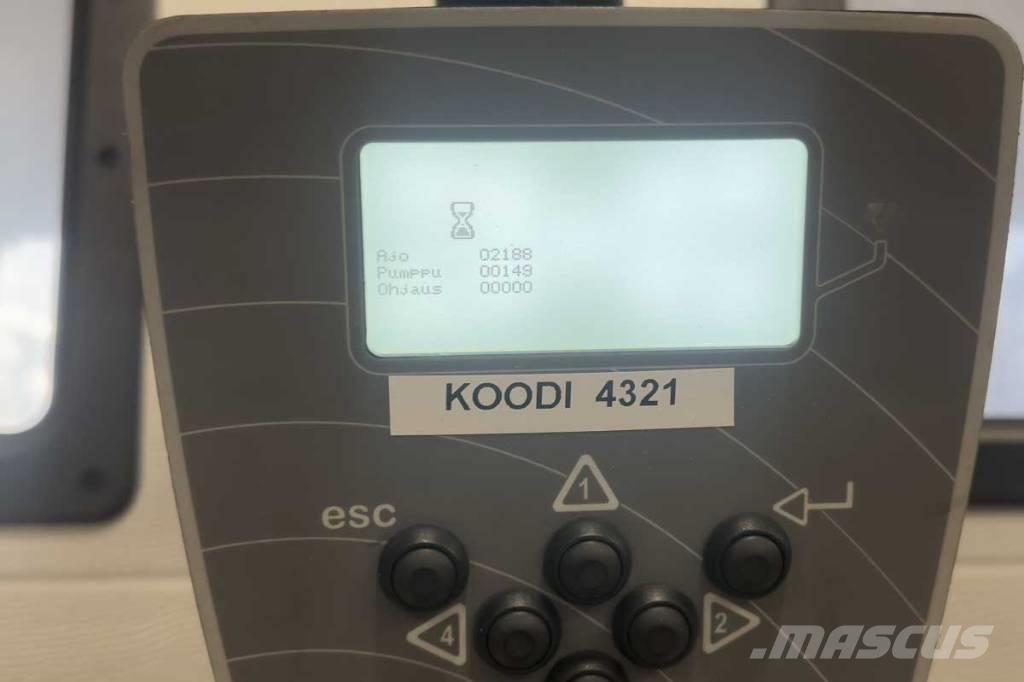 Ajo 02188
Pumppu 00149
Ohjaus 00000
KOODI 4321
1
esc
4 2
.MASCUS